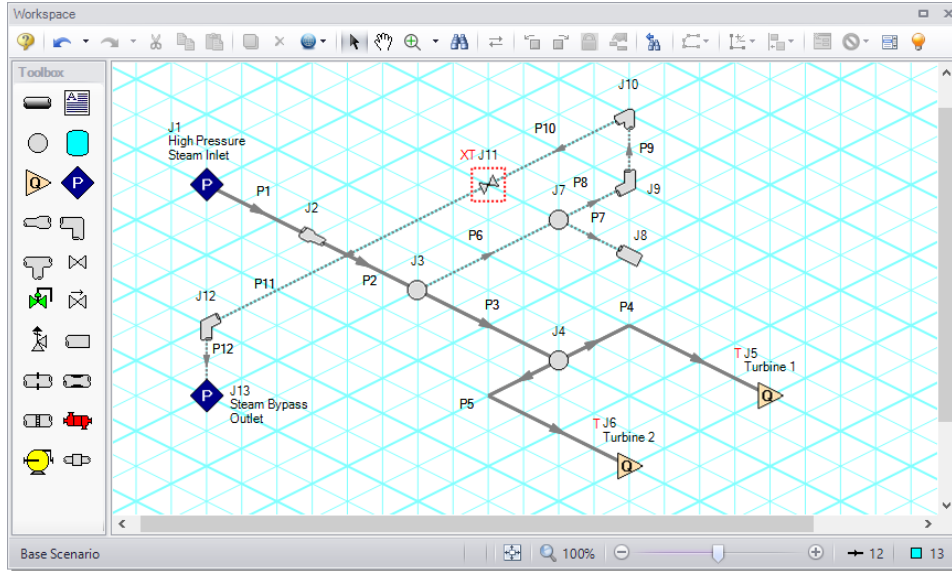 Workspace
Toolbox
A
Q
P
J10
P10
P9
J1
High Pressure
Steam Inlet
XT J11
P
P1
P8
J7
J9
J2
P7
P6
J8
J3
P11
P2
J12
P3
P4
J4
P12
T J5
Turbine 1
P
J13
Steam Bypass
Outlet
P5
Q
T J6
Turbine 2
Q
Base Scenario
100%
12
13